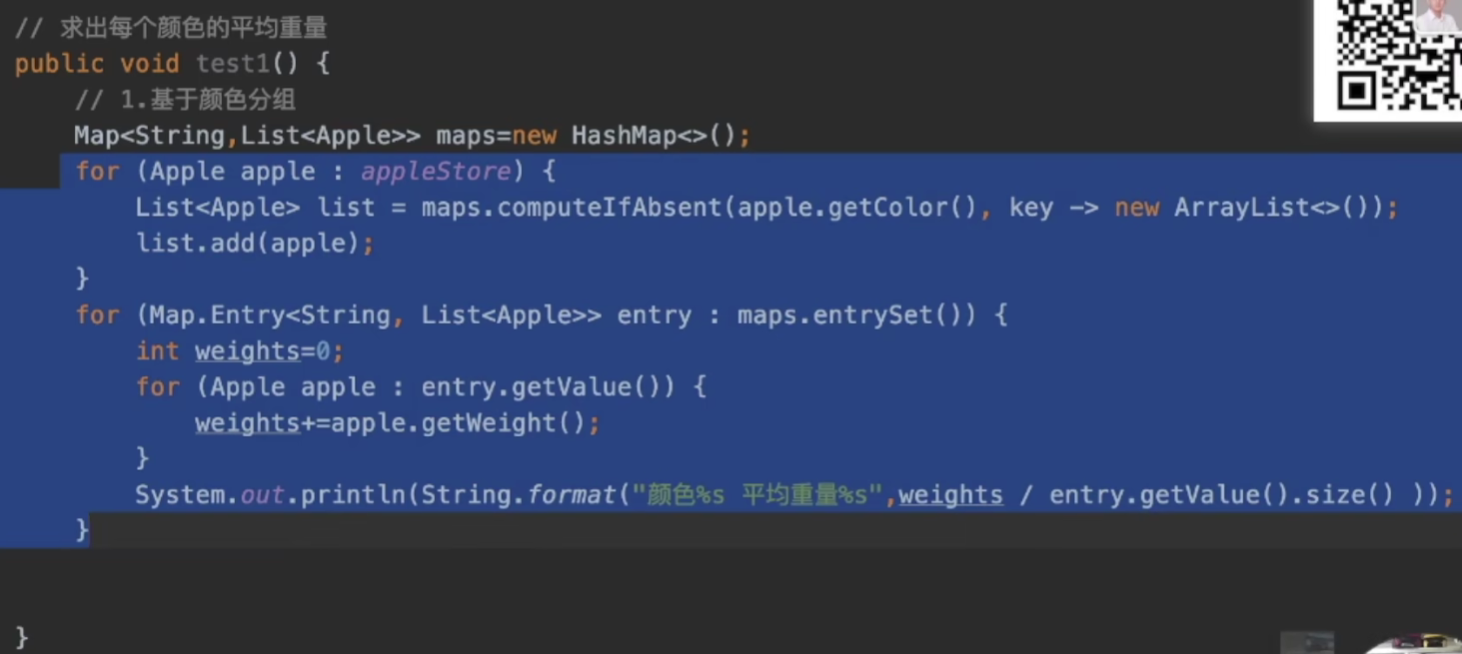 // 求出每个颜色的平均重量
public void test1() {
// 1.基于颜色分组
Map<String,List<Apple>> maps=new HashMap<>();
for (Apple apple : appleStore) {
List<Apple> list = maps.computeIfAbsent(apple.getColor(), key -> new ArrayList<>());
list.add(apple);
}
for (Map.Entry<String, List<Apple>> entry : maps.entrySet()) {
int weights=0;
for (Apple apple : entry.getValue()) {
weights+=apple.getWeight();
}
System.out.println(String.format("颜色%s 平均重量%s",weights / entry.getValue().size() ));
}
}